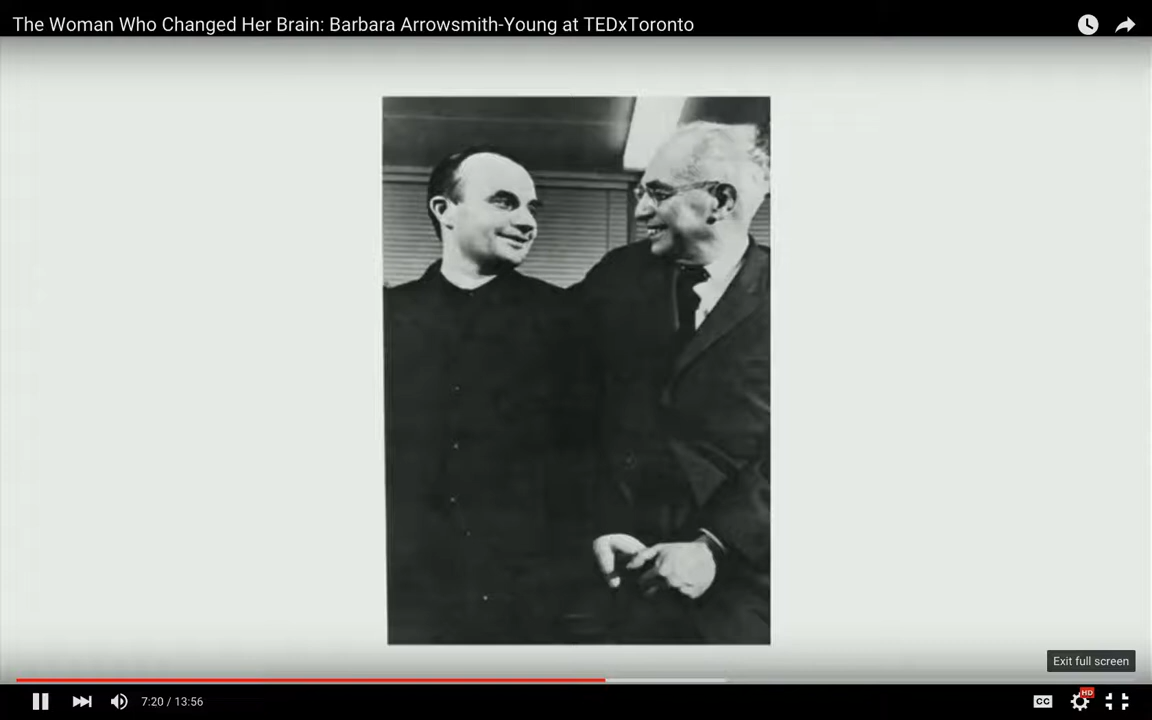 The Woman Who Changed Her Brain: Barbara Arrowsmith-Young at TEDxToronto
Exit full screen
7:20 / 13:56
CC
HD